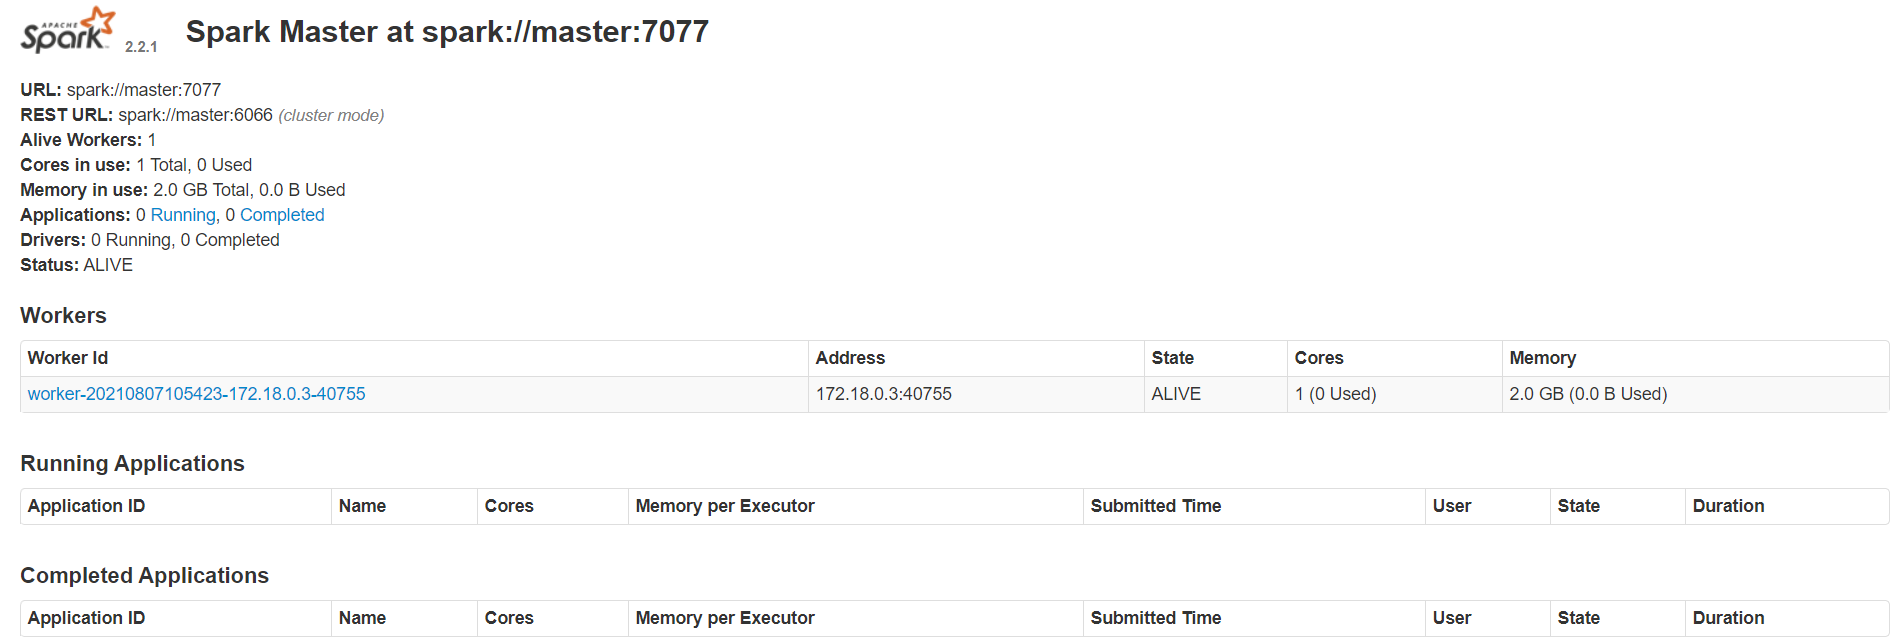 APACHE
Spark 2.2.1 Spark Master at spark://master:7077
URL: spark://master:7077
REST URL: spark://master:6066 (cluster mode)
Alive Workers: 1
Cores in use: 1 Total, 0 Used
Memory in use: 2.0 GB Total, 0.0 B Used
Applications: 0 Running, 0 Completed
Drivers: 0 Running, 0 Completed
Status: ALIVE
Workers
Worker Id Address State Cores Memory
worker-20210807105423-172.18.0.3-40755 172.18.0.3:40755 ALIVE 1 (0 Used) 2.0 GB (0.0 B Used)
Running Applications
Application ID Name Cores Memory per Executor Submitted Time User State Duration
Completed Applications
Application ID Name Cores Memory per Executor Submitted Time User State Duration